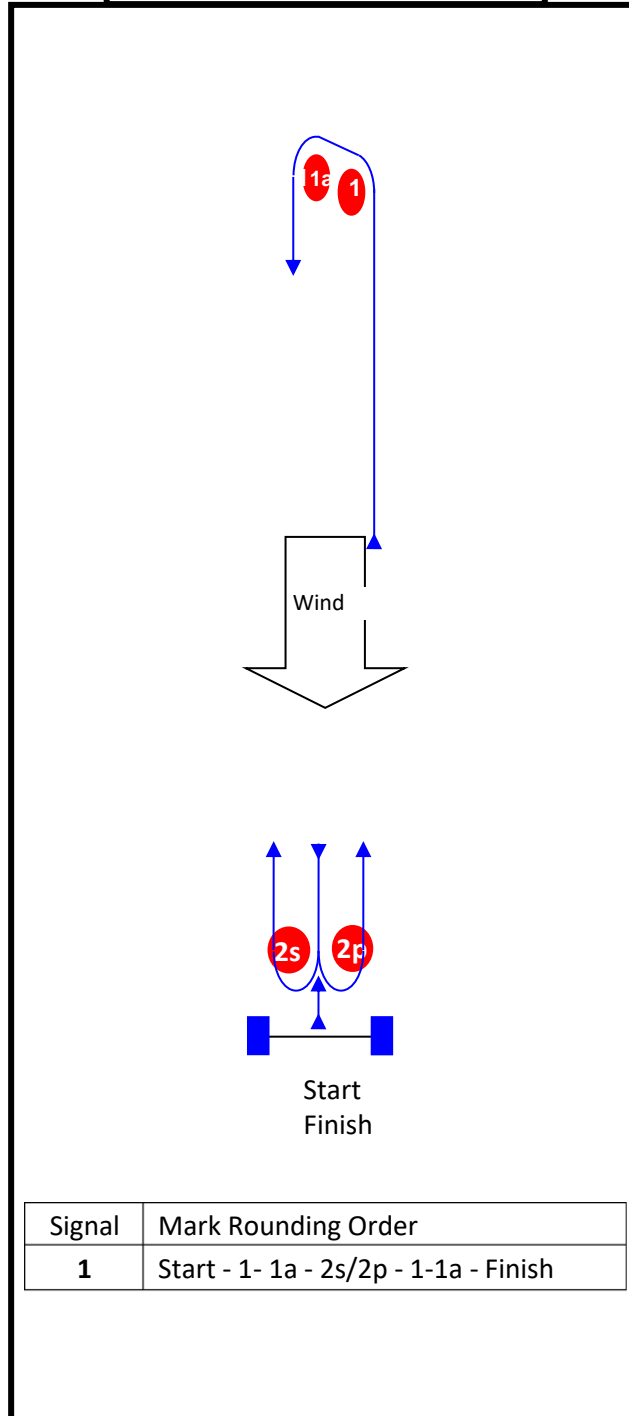 1a 1
Wind
2s 2p
Start
Finish
Signal Mark Rounding Order
1 Start - 1- 1a - 2s/2p - 1-1a - Finish